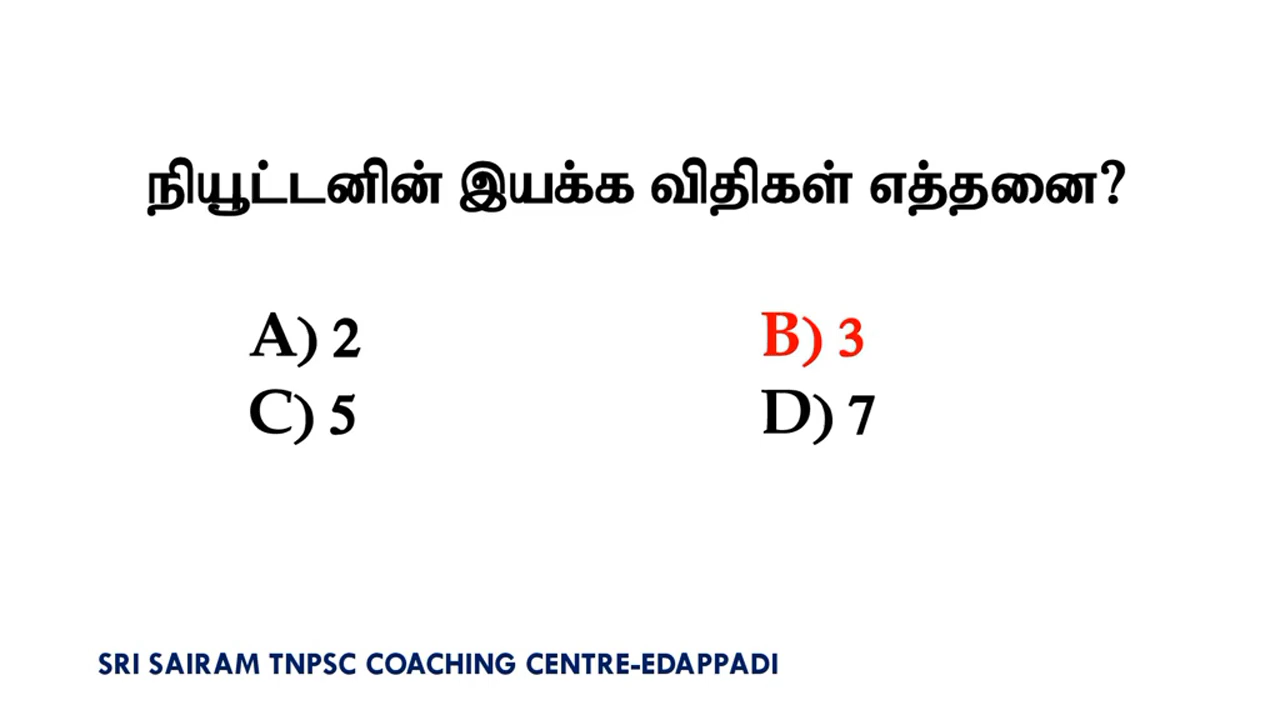 நியூட்டனின் இயக்க விதிகள் எத்தனை?
A) 2 B) 3
C) 5 D) 7
SRI SAIRAM TNPSC COACHING CENTRE-EDAPPADI